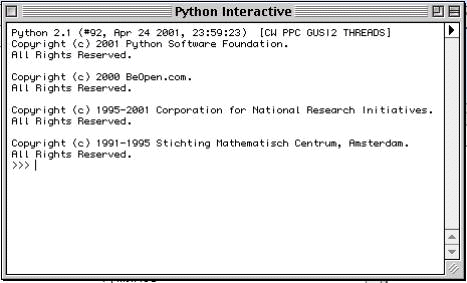 Python Interactive
Python 2.1 (#92, Apr 24 2001, 23:59:23)  [CW PPC GUSI2 THREADS]
Copyright (c) 2001 Python Software Foundation.
All Rights Reserved.
Copyright (c) 2000 BeOpen.com.
All Rights Reserved.
Copyright (c) 1995-2001 Corporation for National Research Initiatives.
All Rights Reserved.
Copyright (c) 1991-1995 Stichting Mathematisch Centrum, Amsterdam.
All Rights Reserved.
>>>